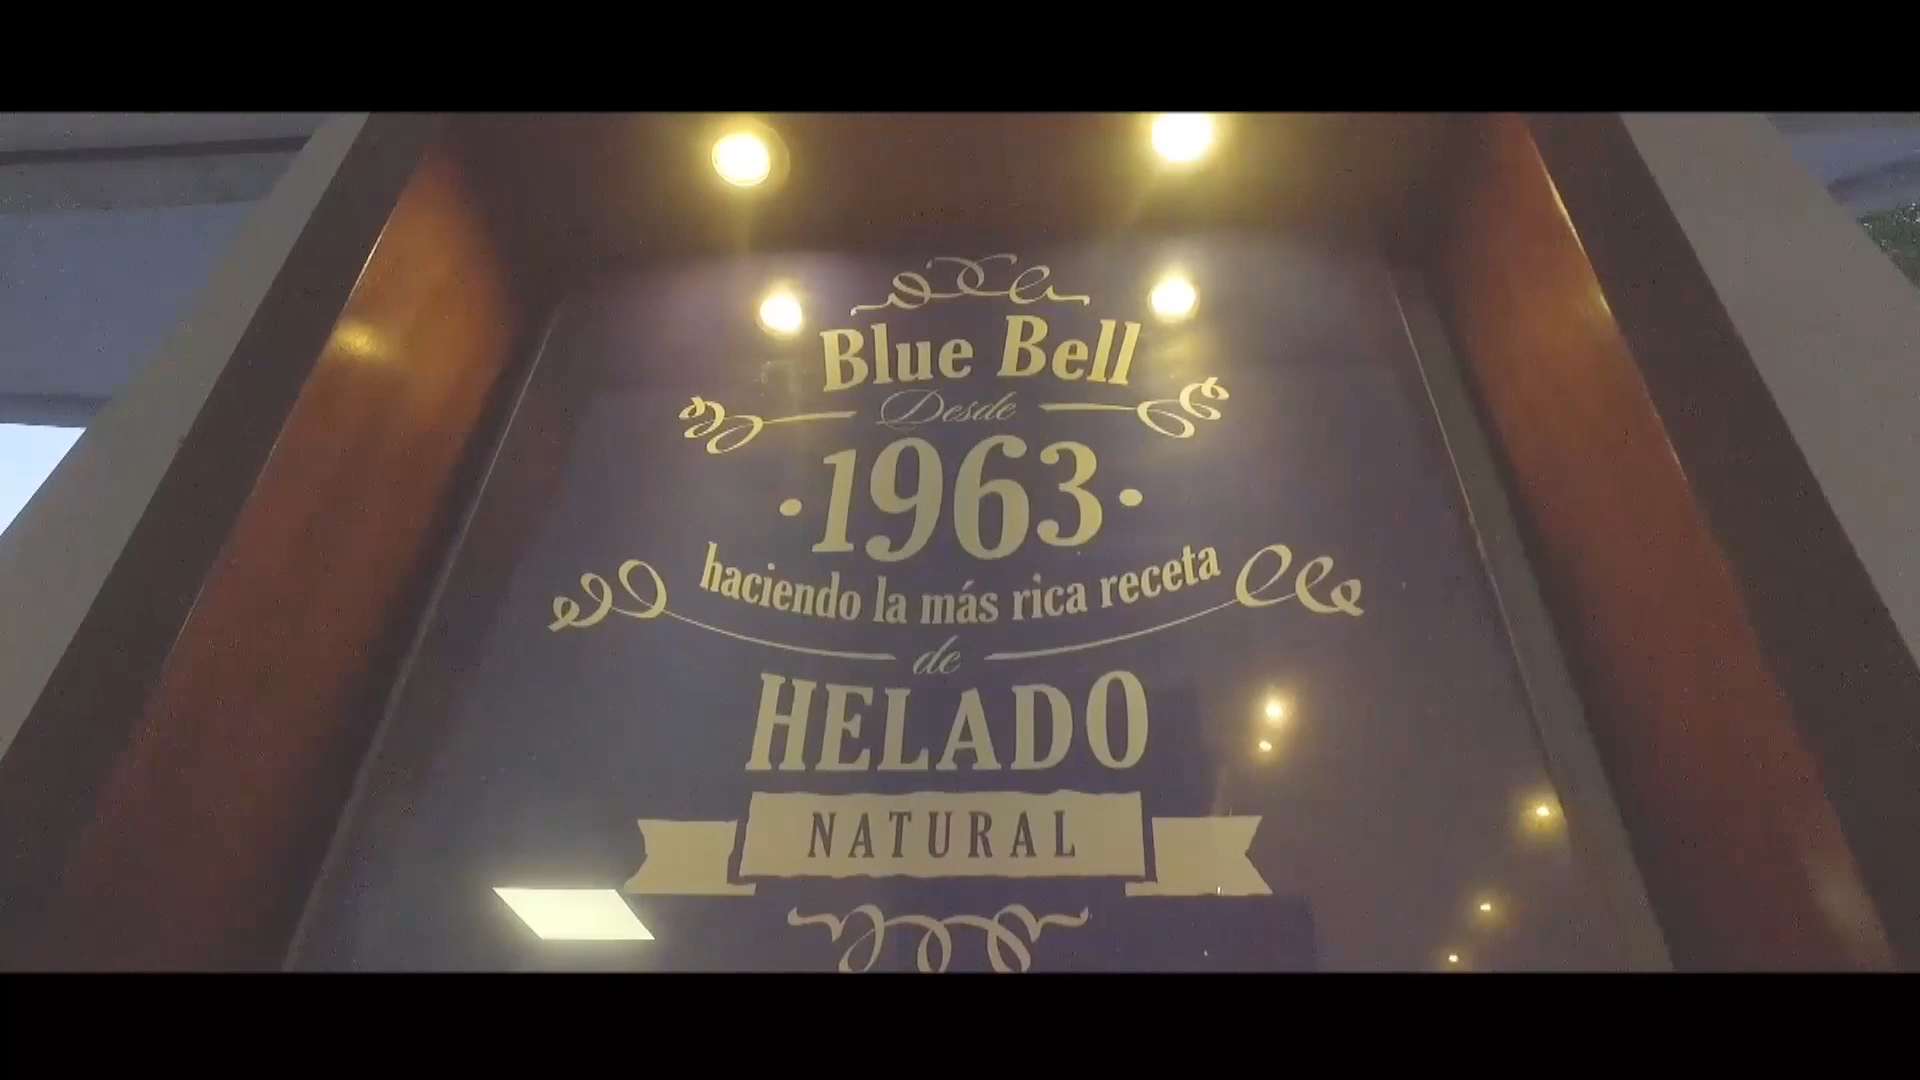 Blue Bell
Desde
·1963·
haciendo la más rica receta
de
HELADO
NATURAL